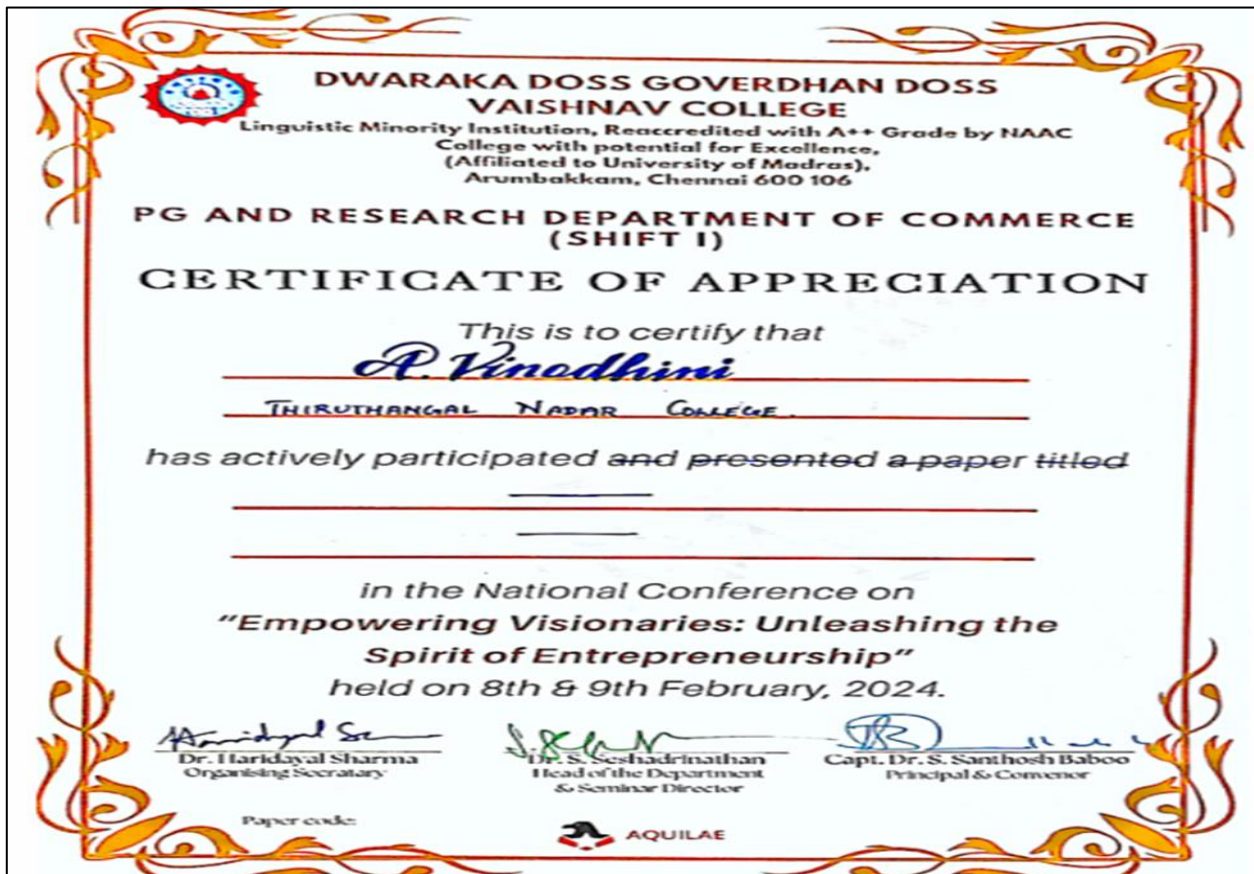 DWARAKA DOSS GOVERDHAN DOSS
VAISHNAV COLLEGE
Linguistic Minority Institution, Reaccredited with A++ Grade by NAAC
College with potential for Excellence,
(Affiliated to University of Madras),
Arumbakkam, Chennai 600 106
PG AND RESEARCH DEPARTMENT OF COMMERCE
(SHIFT I)
CERTIFICATE OF APPRECIATION
This is to certify that
A. Vinodhini
THIRUTHANGAL NADAR COLLEGE.
has actively participated and presented a paper titled
in the National Conference on
"Empowering Visionaries: Unleashing the
Spirit of Entrepreneurship"
held on 8th & 9th February, 2024.
Dr. Haridayal Sharma
Organising Secratary
Dr. S. Seshadrinathan
Head of the Department
& Seminar Director
Capt. Dr. S. Santhosh Baboo
Principal & Convenor
Paper code:
AQUILAE